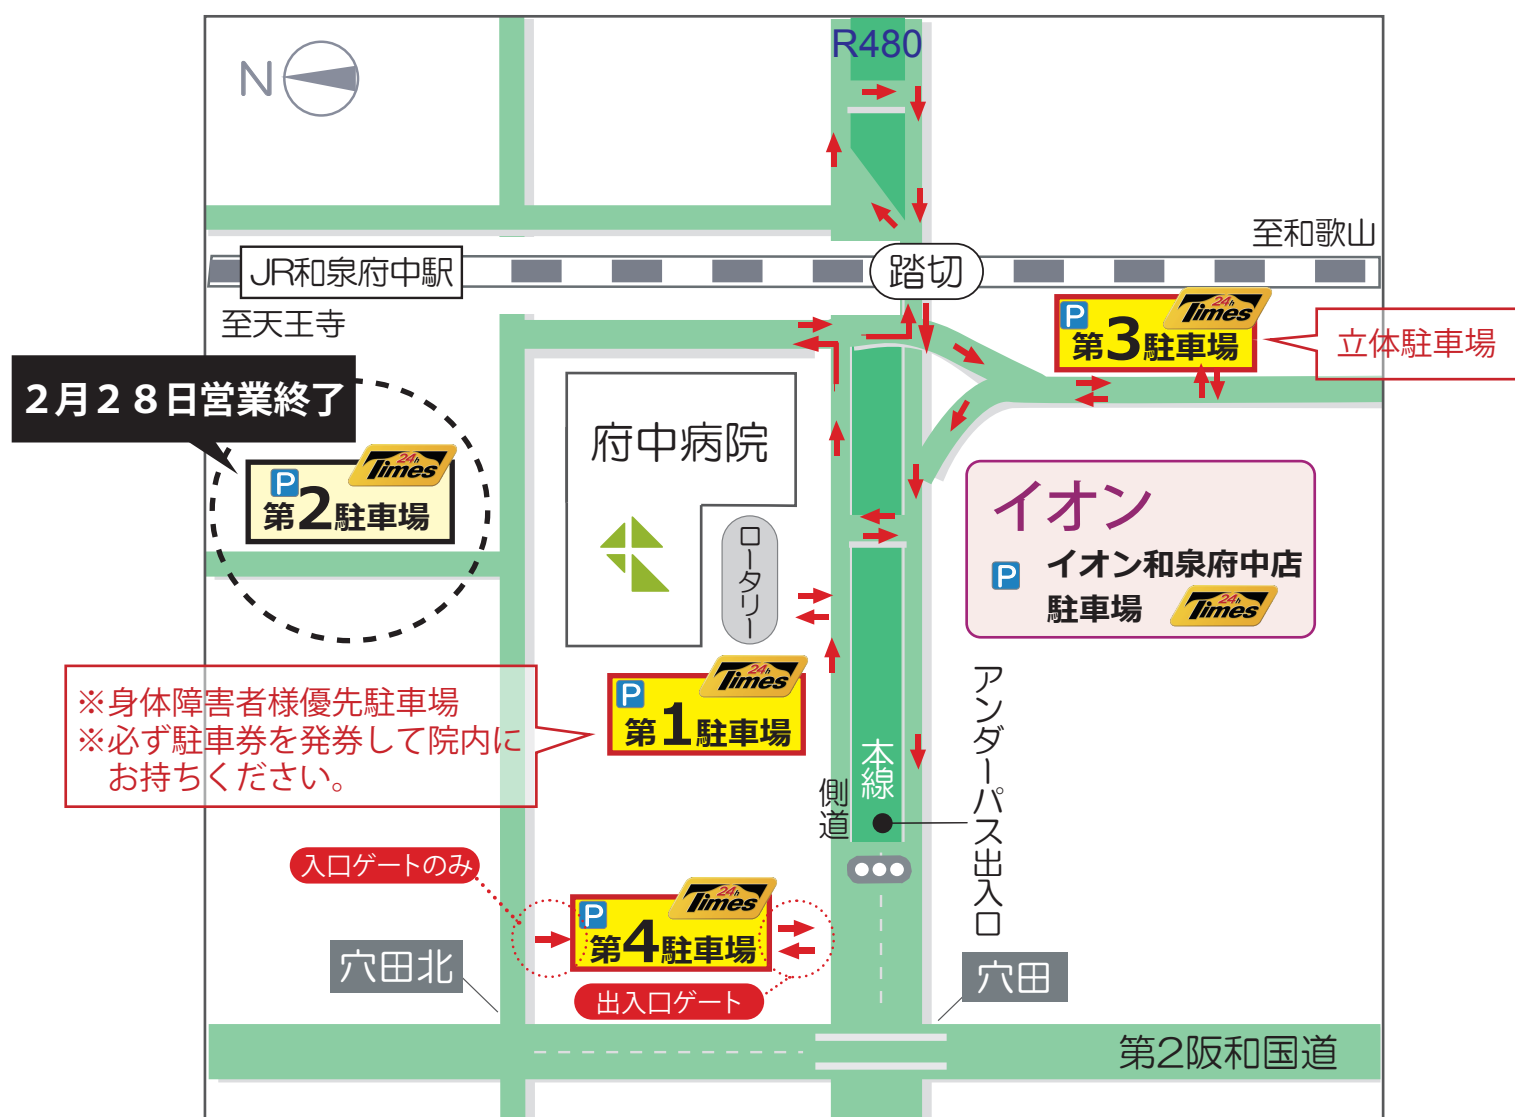 R480
N
至和歌山
JR和泉府中駅
踏切
至天王寺
P
24h
Times
第3駐車場
立体駐車場
2月28日営業終了
府中病院
P
24h
Times
第2駐車場
イオン
P イオン和泉府中店
駐車場
24h
Times
ロータリー
※身体障害者様優先駐車場
※必ず駐車券を発券して院内に
お持ちください。
P
24h
Times
第1駐車場
本線
側道
アンダーパス出入口
入口ゲートのみ
P
24h
Times
第4駐車場
出入口ゲート
穴田北
穴田
第2阪和国道